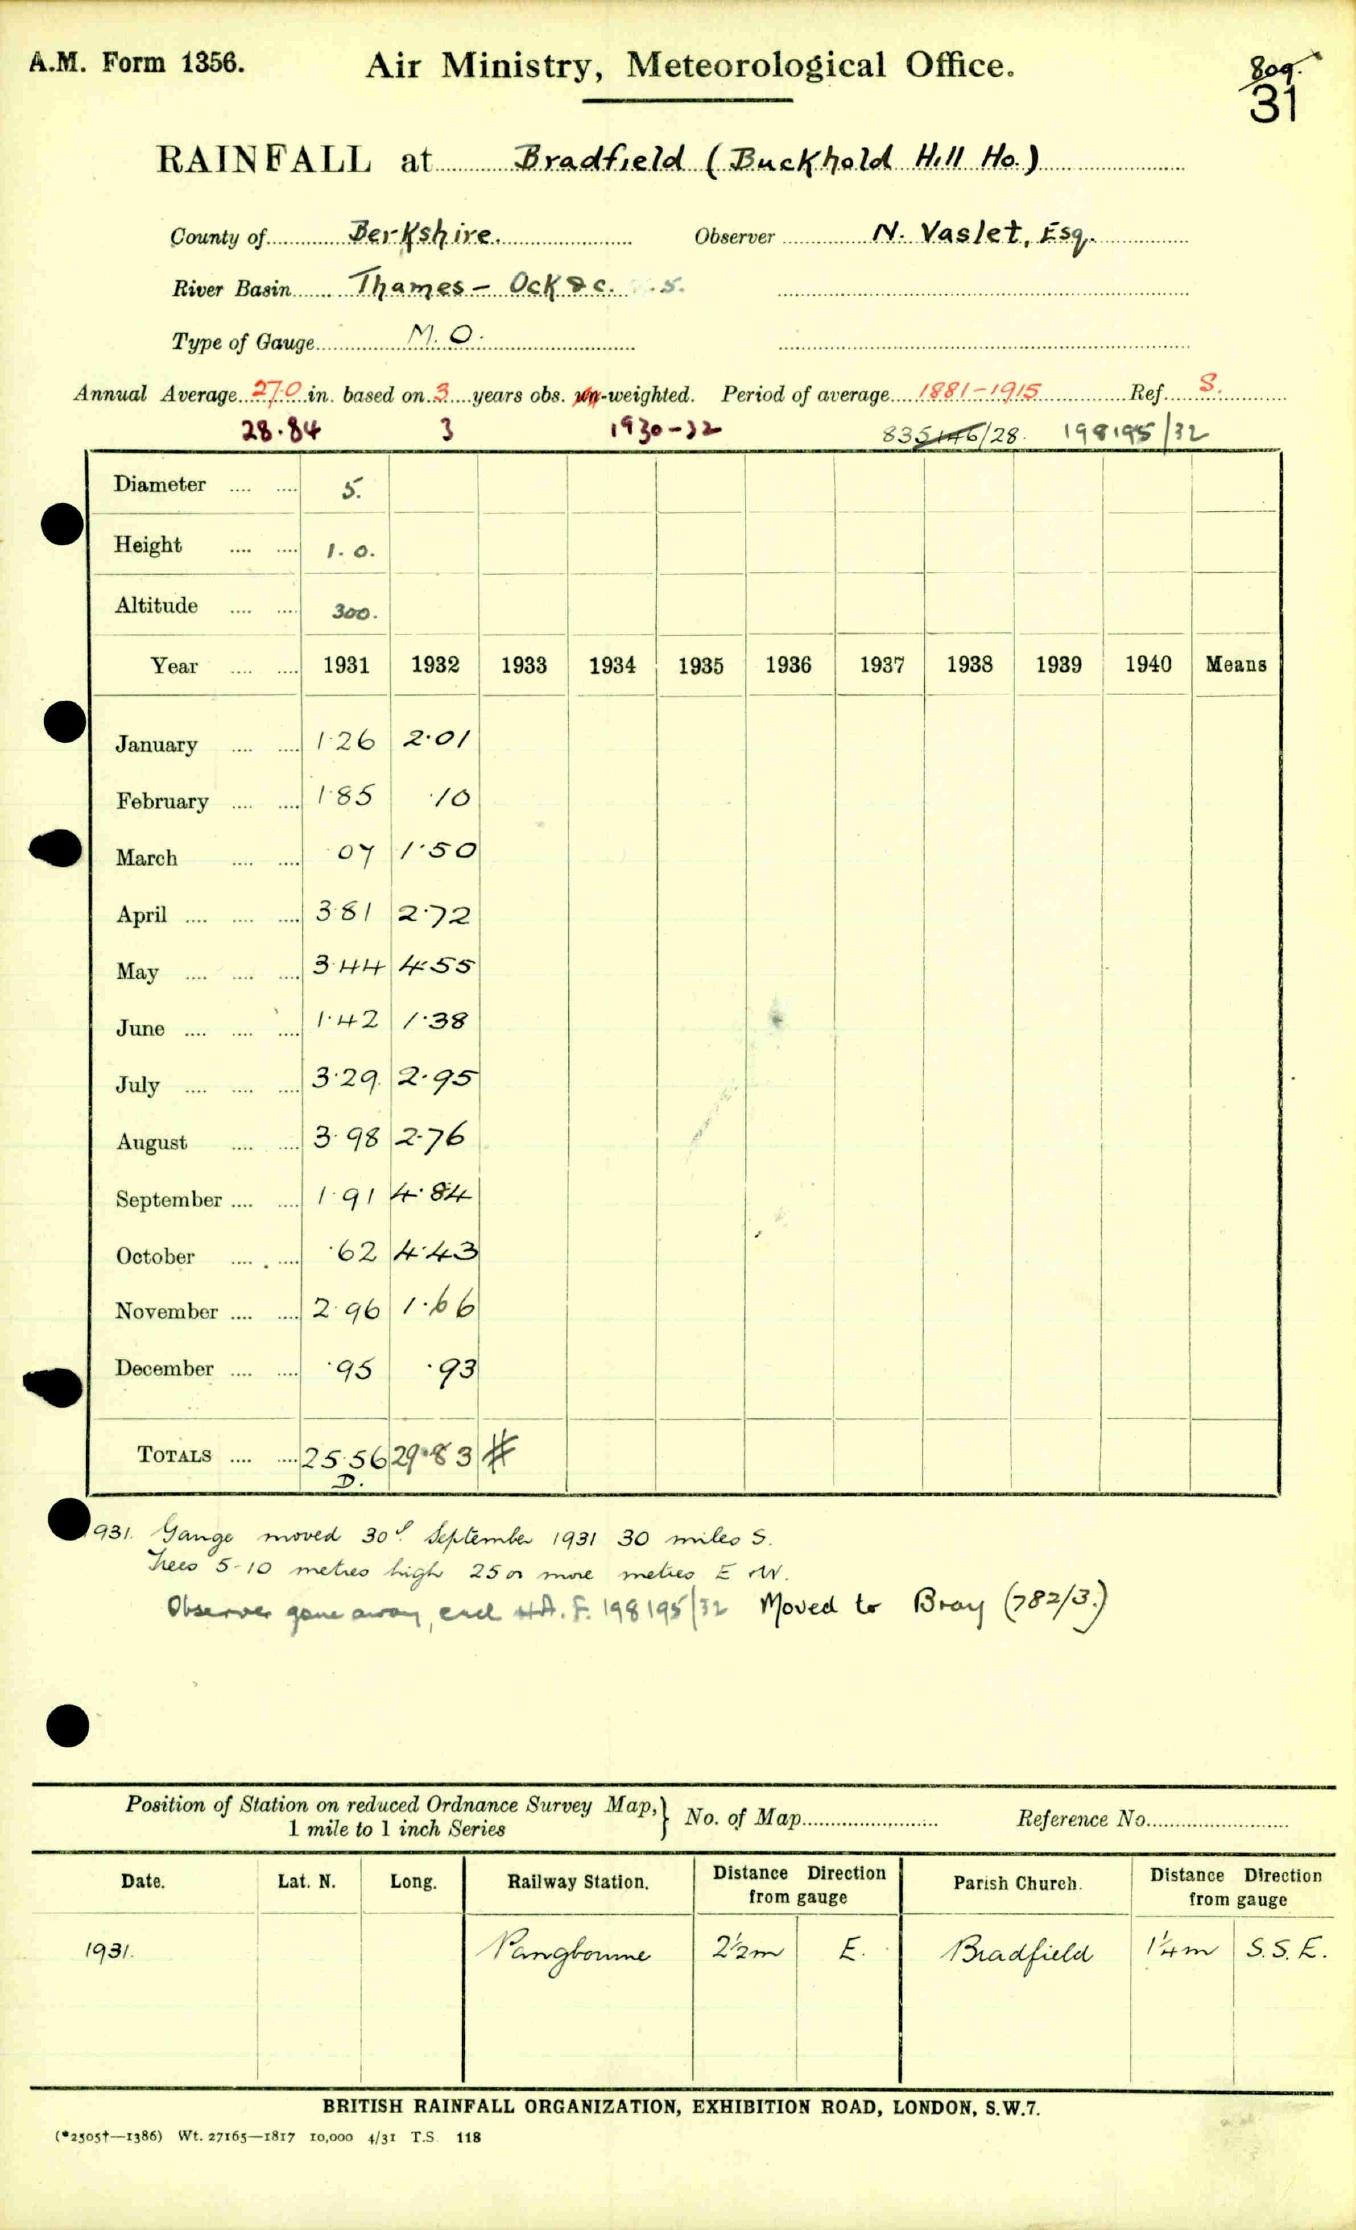 A.M. Form 1356.
Air Ministry, Meteorological Office.
809.
31
RAINFALL at Bradfield (Buckhold Hill Ho.)
County of Berkshire. Observer N. Vaslet, Esq.
River Basin Thames - Ock &c.
Type of Gauge M.O.
Annual Average 27.0 in. based on 3 years obs. un-weighted. Period of average 1881-1915 Ref. S.
28.84 3 1930-32 835146/28. 198195/32
Diameter .... .... 5.
Height .... .... 1.0.
Altitude .... .... 300.
Year .... .... 1931 1932 1933 1934 1935 1936 1937 1938 1939 1940 Means
January .... .... 1.26 2.01
February .... .... 1.85 .10
March .... .... 07 1.50
April .... .... .... 3.81 2.72
May .... .... .... 3.44 4.55
June .... .... .... 1.42 1.38
July .... .... .... 3.29 2.95
August .... .... 3.98 2.76
September .... .... 1.91 4.84
October .... .... .62 4.43
November .... .... 2.96 1.66
December .... .... .95 .93
TOTALS .... .... 25.56 29.83 #
D.
931. Gauge moved 30th September 1931 30 miles S.
Trees 5-10 metres high 25 or more metres E & W.
Observer gone away, encl 198195/32 Moved to Bray (782/3.)
Position of Station on reduced Ordnance Survey Map, } No. of Map Reference No.
1 mile to 1 inch Series
Date. Lat. N. Long. Railway Station. Distance Direction from gauge Parish Church. Distance Direction from gauge
1931. Pangbourne 2½m E. Bradfield 1¼m S.S.E.
BRITISH RAINFALL ORGANIZATION, EXHIBITION ROAD, LONDON, S.W.7.
(*2505†—1386) Wt. 27165—1817 10,000 4/31 T.S. 118